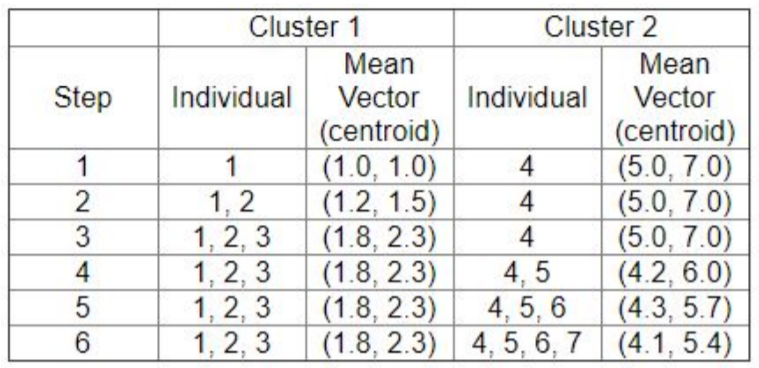 Cluster 1 Cluster 2
Step Individual Mean Vector (centroid) Individual Mean Vector (centroid)
1 1 (1.0, 1.0) 4 (5.0, 7.0)
2 1, 2 (1.2, 1.5) 4 (5.0, 7.0)
3 1, 2, 3 (1.8, 2.3) 4 (5.0, 7.0)
4 1, 2, 3 (1.8, 2.3) 4, 5 (4.2, 6.0)
5 1, 2, 3 (1.8, 2.3) 4, 5, 6 (4.3, 5.7)
6 1, 2, 3 (1.8, 2.3) 4, 5, 6, 7 (4.1, 5.4)